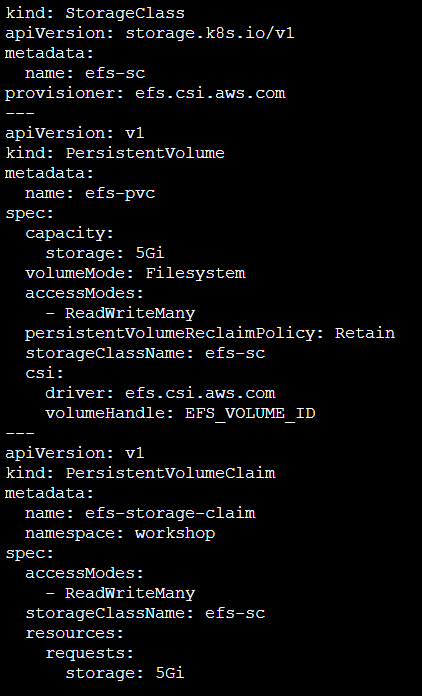 kind: StorageClass
apiVersion: storage.k8s.io/v1
metadata:
  name: efs-sc
provisioner: efs.csi.aws.com
---
apiVersion: v1
kind: PersistentVolume
metadata:
  name: efs-pvc
spec:
  capacity:
    storage: 5Gi
  volumeMode: Filesystem
  accessModes:
    - ReadWriteMany
  persistentVolumeReclaimPolicy: Retain
  storageClassName: efs-sc
  csi:
    driver: efs.csi.aws.com
    volumeHandle: EFS_VOLUME_ID
---
apiVersion: v1
kind: PersistentVolumeClaim
metadata:
  name: efs-storage-claim
  namespace: workshop
spec:
  accessModes:
    - ReadWriteMany
  storageClassName: efs-sc
  resources:
    requests:
      storage: 5Gi